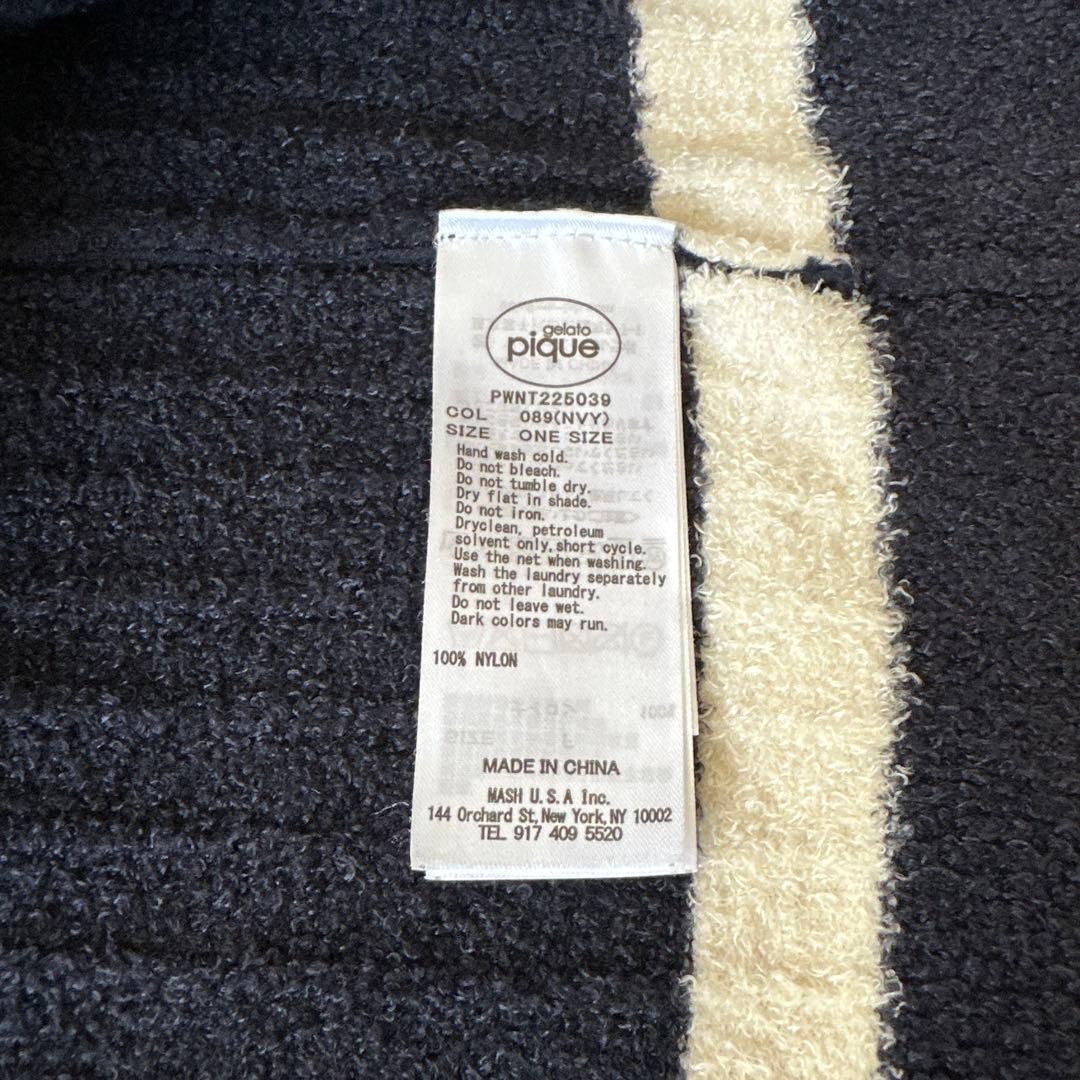 gelato
pique
PWNT225039
COL 089(NVY)
SIZE ONE SIZE
Hand wash cold.
Do not bleach.
Do not tumble dry.
Dry flat in shade.
Do not iron.
Dryclean, petroleum
solvent only,short cycle.
Use the net when washing.
Wash the laundry separately
from other laundry.
Do not leave wet.
Dark colors may run.
100% NYLON
MADE IN CHINA
MASH U.S.A Inc.
144 Orchard St, New York, NY 10002
TEL 917 409 5520